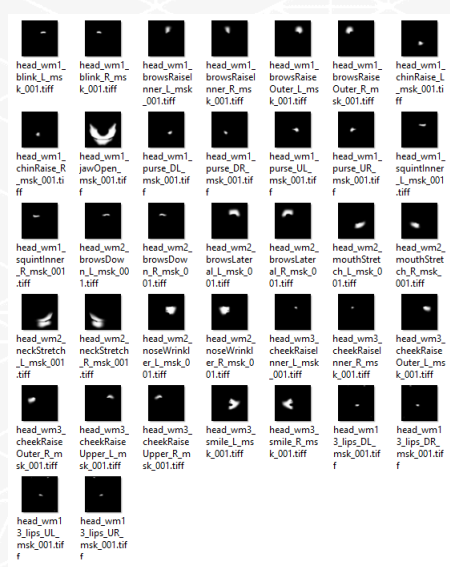 head_wm1_
blink_L_ms
k_001.tiff
head_wm1_
blink_R_ms
k_001.tiff
head_wm1_
browsRaiseI
nner_L_msk
_001.tiff
head_wm1_
browsRaiseI
nner_R_ms
k_001.tiff
head_wm1_
browsRaise
Outer_L_m
sk_001.tiff
head_wm1_
browsRaise
Outer_R_m
sk_001.tiff
head_wm1_
chinRaise_L
_msk_001.ti
ff
head_wm1_
chinRaise_R
_msk_001.ti
ff
head_wm1_
jawOpen_
msk_001.tif
f
head_wm1_
purse_DL_
msk_001.tif
f
head_wm1_
purse_DR_
msk_001.tif
f
head_wm1_
purse_UL_
msk_001.tif
f
head_wm1_
purse_UR_
msk_001.tif
f
head_wm1_
squintInner
_L_msk_001
.tiff
head_wm1_
squintInner
_R_msk_001
.tiff
head_wm2_
browsDow
n_L_msk_00
1.tiff
head_wm2_
browsDow
n_R_msk_0
01.tiff
head_wm2_
browsLater
al_L_msk_0
01.tiff
head_wm2_
browsLater
al_R_msk_0
01.tiff
head_wm2_
mouthStret
ch_L_msk_0
01.tiff
head_wm2_
mouthStret
ch_R_msk_
001.tiff
head_wm2_
neckStretch
_L_msk_001
.tiff
head_wm2_
neckStretch
_R_msk_001
.tiff
head_wm2_
noseWrinkl
er_L_msk_0
01.tiff
head_wm2_
noseWrinkl
er_R_msk_0
01.tiff
head_wm3_
cheekRaiseI
nner_L_msk
_001.tiff
head_wm3_
cheekRaiseI
nner_R_ms
k_001.tiff
head_wm3_
cheekRaise
Outer_L_ms
k_001.tiff
head_wm3_
cheekRaise
Outer_R_m
sk_001.tiff
head_wm3_
cheekRaise
Upper_L_m
sk_001.tiff
head_wm3_
cheekRaise
Upper_R_m
sk_001.tiff
head_wm3_
smile_L_ms
k_001.tiff
head_wm3_
smile_R_ms
k_001.tiff
head_wm1
3_lips_DL_
msk_001.tif
f
head_wm1
3_lips_DR_
msk_001.tif
f
head_wm1
3_lips_UL_
msk_001.tif
f
head_wm1
3_lips_UR_
msk_001.tif
f